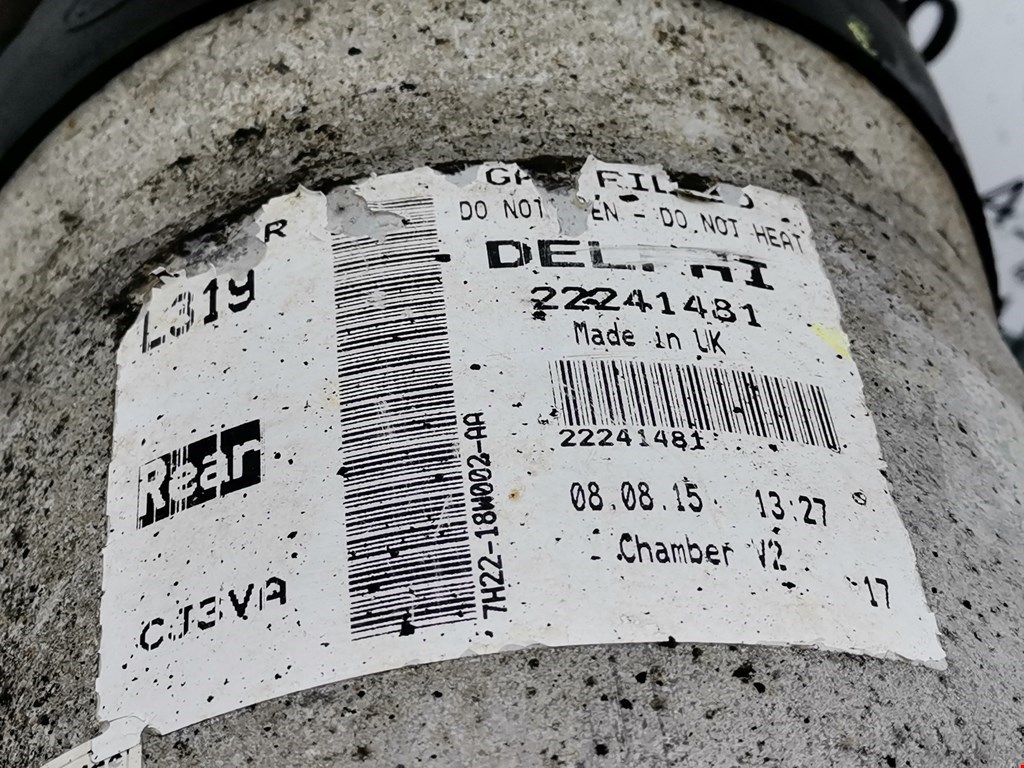 R
L319
Rear
CJ3VA
7H22-18W002-AA
DO NOT - DO NOT HEAT
DELPHI
22241481
Made in UK
22241481
08.08.15 13:27
Chamber V2
17